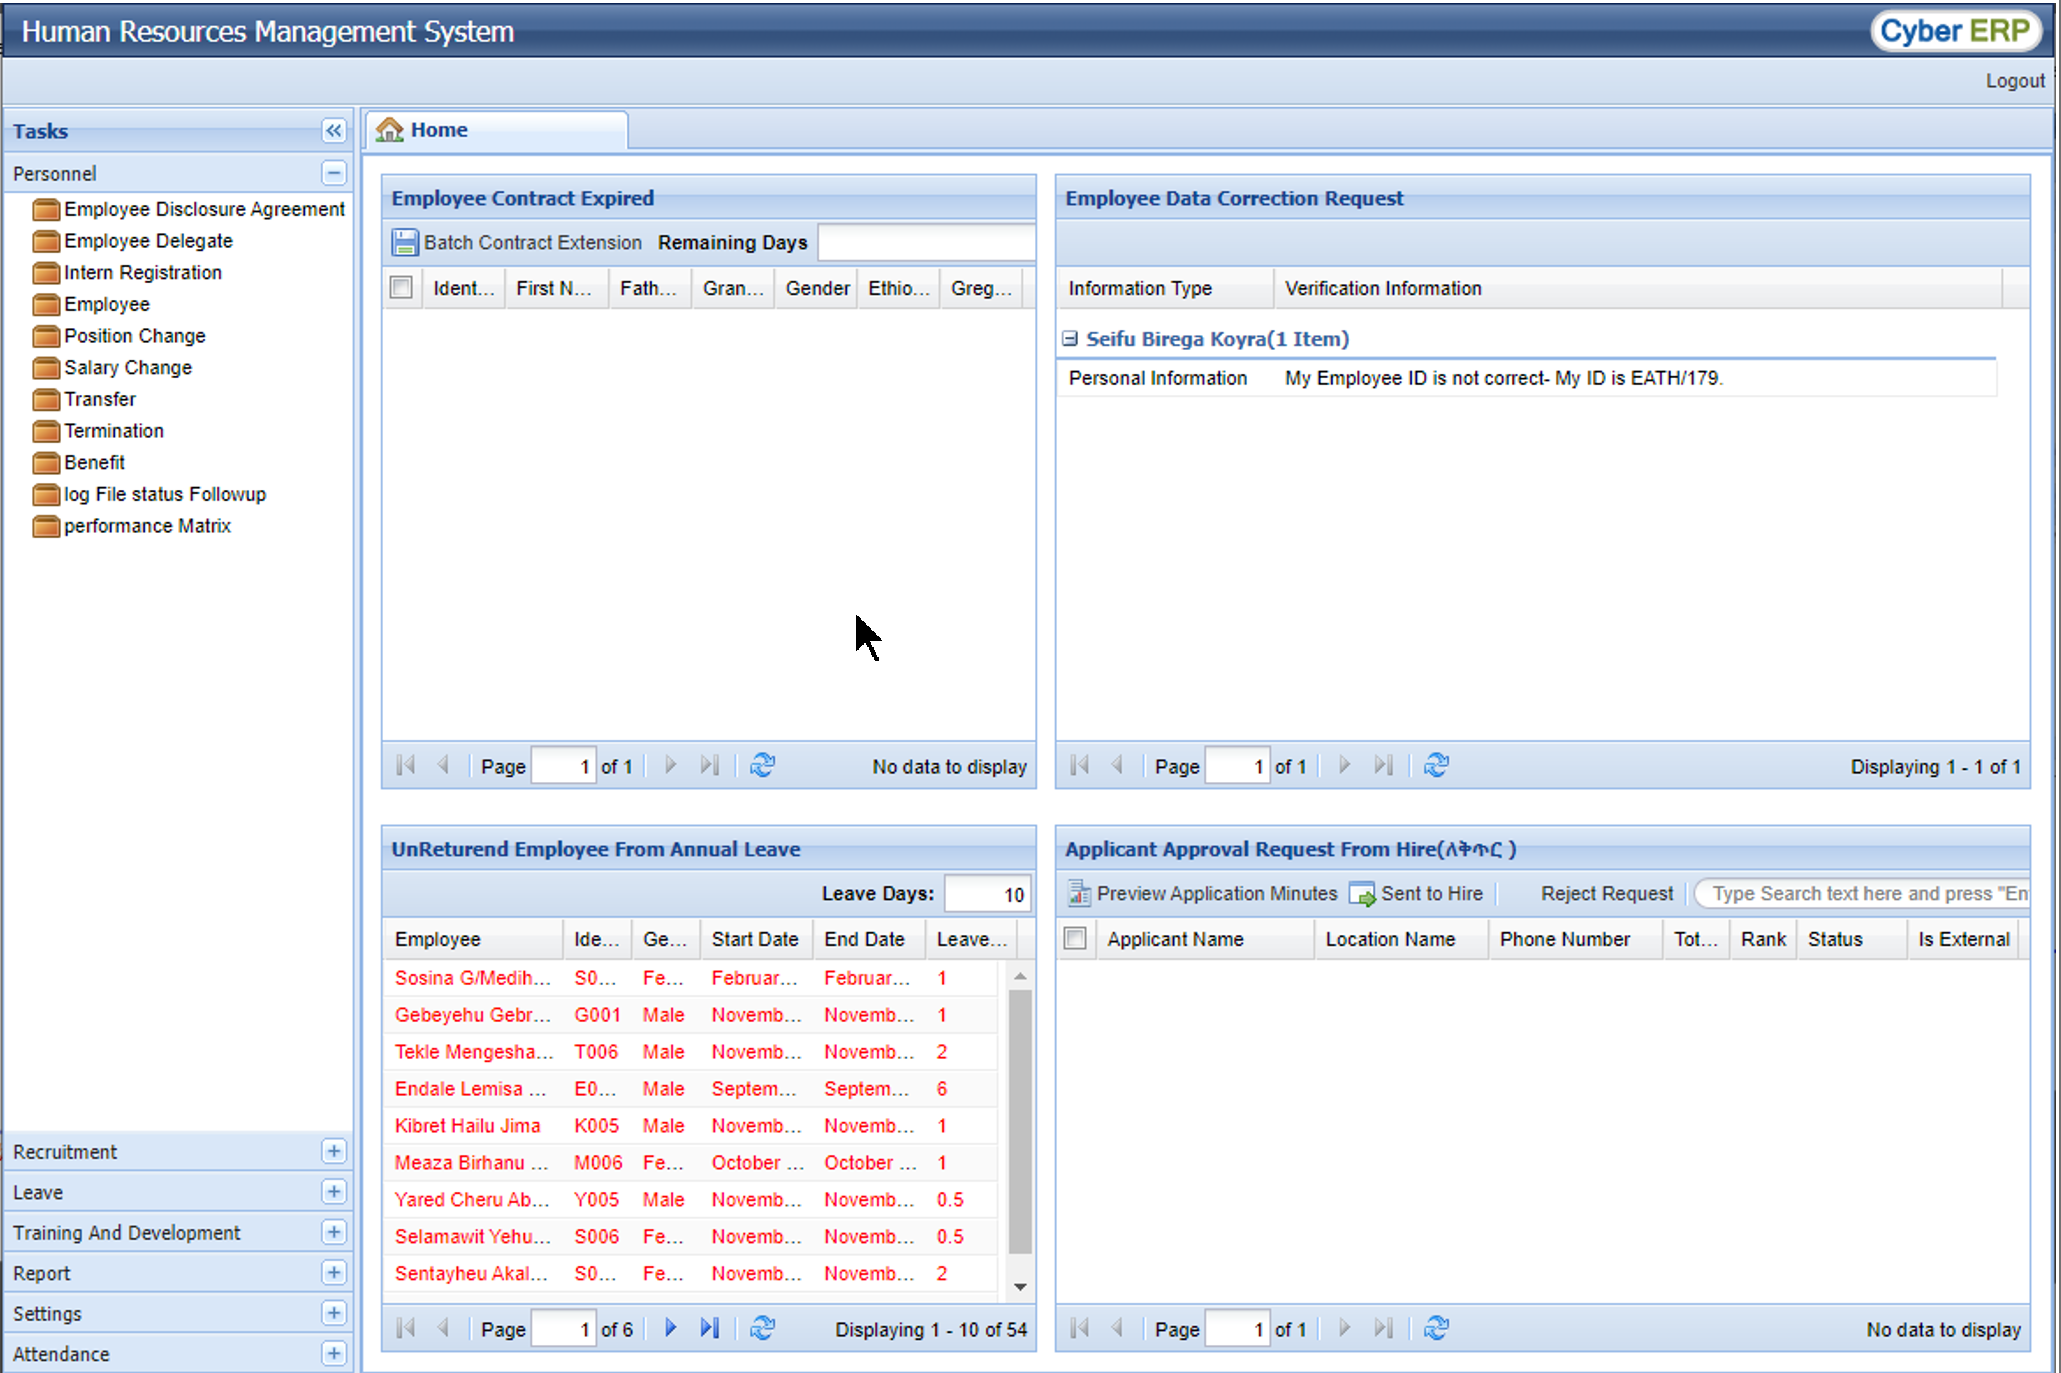 Human Resources Management System
Cyber ERP
Logout
Tasks
Personnel
Employee Disclosure Agreement
Employee Delegate
Intern Registration
Employee
Position Change
Salary Change
Transfer
Termination
Benefit
log File status Followup
performance Matrix
Recruitment
Leave
Training And Development
Report
Settings
Attendance
Home
Employee Contract Expired
Batch Contract Extension Remaining Days
Ident... First N... Fath... Gran... Gender Ethio... Greg...
Page 1 of 1 No data to display
Employee Data Correction Request
Information Type Verification Information
Seifu Birega Koyra(1 Item)
Personal Information My Employee ID is not correct- My ID is EATH/179.
Page 1 of 1 Displaying 1 - 1 of 1
UnReturend Employee From Annual Leave
Leave Days: 10
Employee Ide... Ge... Start Date End Date Leave...
Sosina G/Medih... S0... Fe... Februar... Februar... 1
Gebeyehu Gebr... G001 Male Novemb... Novemb... 1
Tekle Mengesha... T006 Male Novemb... Novemb... 2
Endale Lemisa ... E0... Male Septem... Septem... 6
Kibret Hailu Jima K005 Male Novemb... Novemb... 1
Meaza Birhanu ... M006 Fe... October ... October ... 1
Yared Cheru Ab... Y005 Male Novemb... Novemb... 0.5
Selamawit Yehu... S006 Fe... Novemb... Novemb... 0.5
Sentayheu Akal... S0... Fe... Novemb... Novemb... 2
Page 1 of 6 Displaying 1 - 10 of 54
Applicant Approval Request From Hire(ለቅጥር )
Preview Application Minutes Sent to Hire Reject Request Type Search text here and press "En
Applicant Name Location Name Phone Number Tot... Rank Status Is External
Page 1 of 1 No data to display